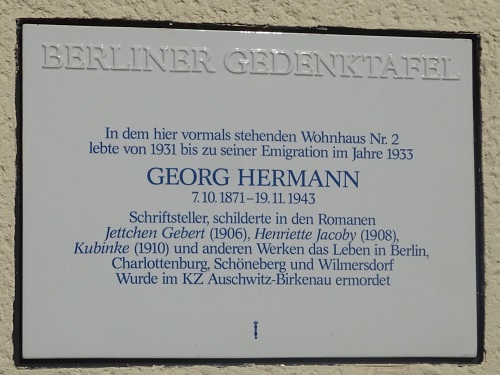 BERLINER GEDENKTAFEL
In dem hier vormals stehenden Wohnhaus Nr. 2
lebte von 1931 bis zu seiner Emigration im Jahre 1933
GEORG HERMANN
7.10.1871–19.11.1943
Schriftsteller, schilderte in den Romanen
Jettchen Gebert (1906), Henriette Jacoby (1908),
Kubinke (1910) und anderen Werken das Leben in Berlin,
Charlottenburg, Schöneberg und Wilmersdorf
Wurde im KZ Auschwitz-Birkenau ermordet